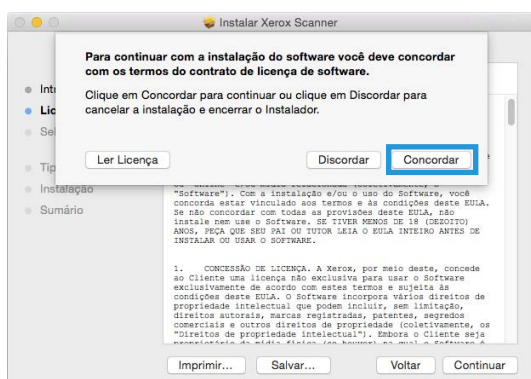 Instalar Xerox Scanner
Para continuar com a instalação do software você deve concordar
com os termos do contrato de licença de software.
Clique em Concordar para continuar ou clique em Discordar para
cancelar a instalação e encerrar o Instalador.
Ler Licença
Discordar
Concordar
Int
Lic
Sel
Tip
Instalação
Sumário
"Software"). Com a instalação e/ou o uso do Software, você
concorda estar vinculado aos termos e às condições deste EULA.
Se não concordar com todas as provisões deste EULA, não
instale nem use o Software. SE TIVER MENOS DE 18 (DEZOITO)
ANOS, PEÇA QUE SEU PAI OU TUTOR LEIA O EULA INTEIRO ANTES DE
INSTALAR OU USAR O SOFTWARE.
1. CONCESSÃO DE LICENÇA. A Xerox, por meio deste, concede
ao Cliente uma licença não exclusiva para usar o Software
exclusivamente de acordo com estes termos e sujeita às
condições deste EULA. O Software incorpora vários direitos de
propriedade intelectual que podem incluir, sem limitação,
direitos autorais, marcas registradas, patentes, segredos
comerciais e outros direitos de propriedade (coletivamente, os
"Direitos de propriedade intelectual"). Embora o Cliente seja
Imprimir...
Salvar...
Voltar
Continuar